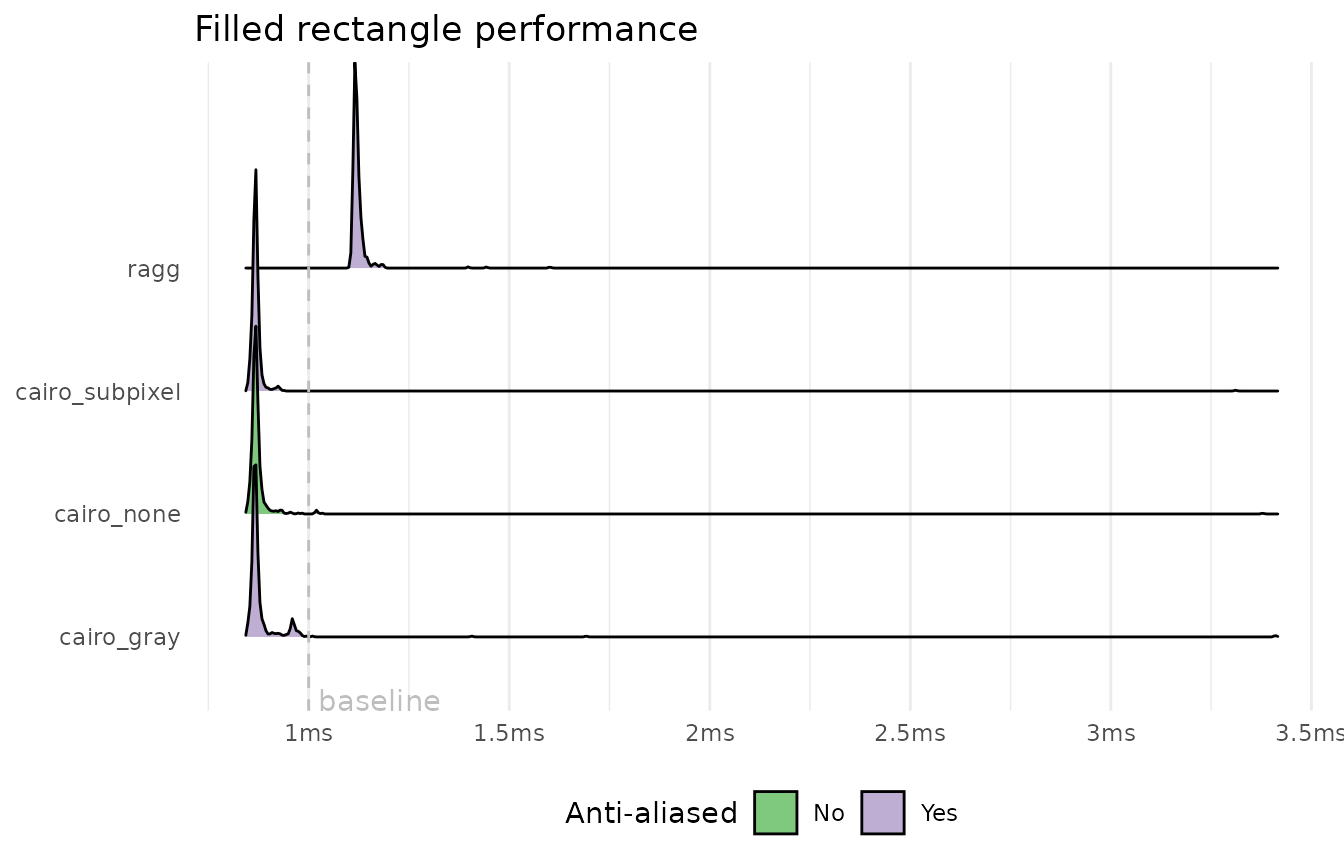 Filled rectangle performance
ragg
cairo_subpixel
cairo_none
cairo_gray
baseline
1ms 1.5ms 2ms 2.5ms 3ms 3.5ms
Anti-aliased No Yes